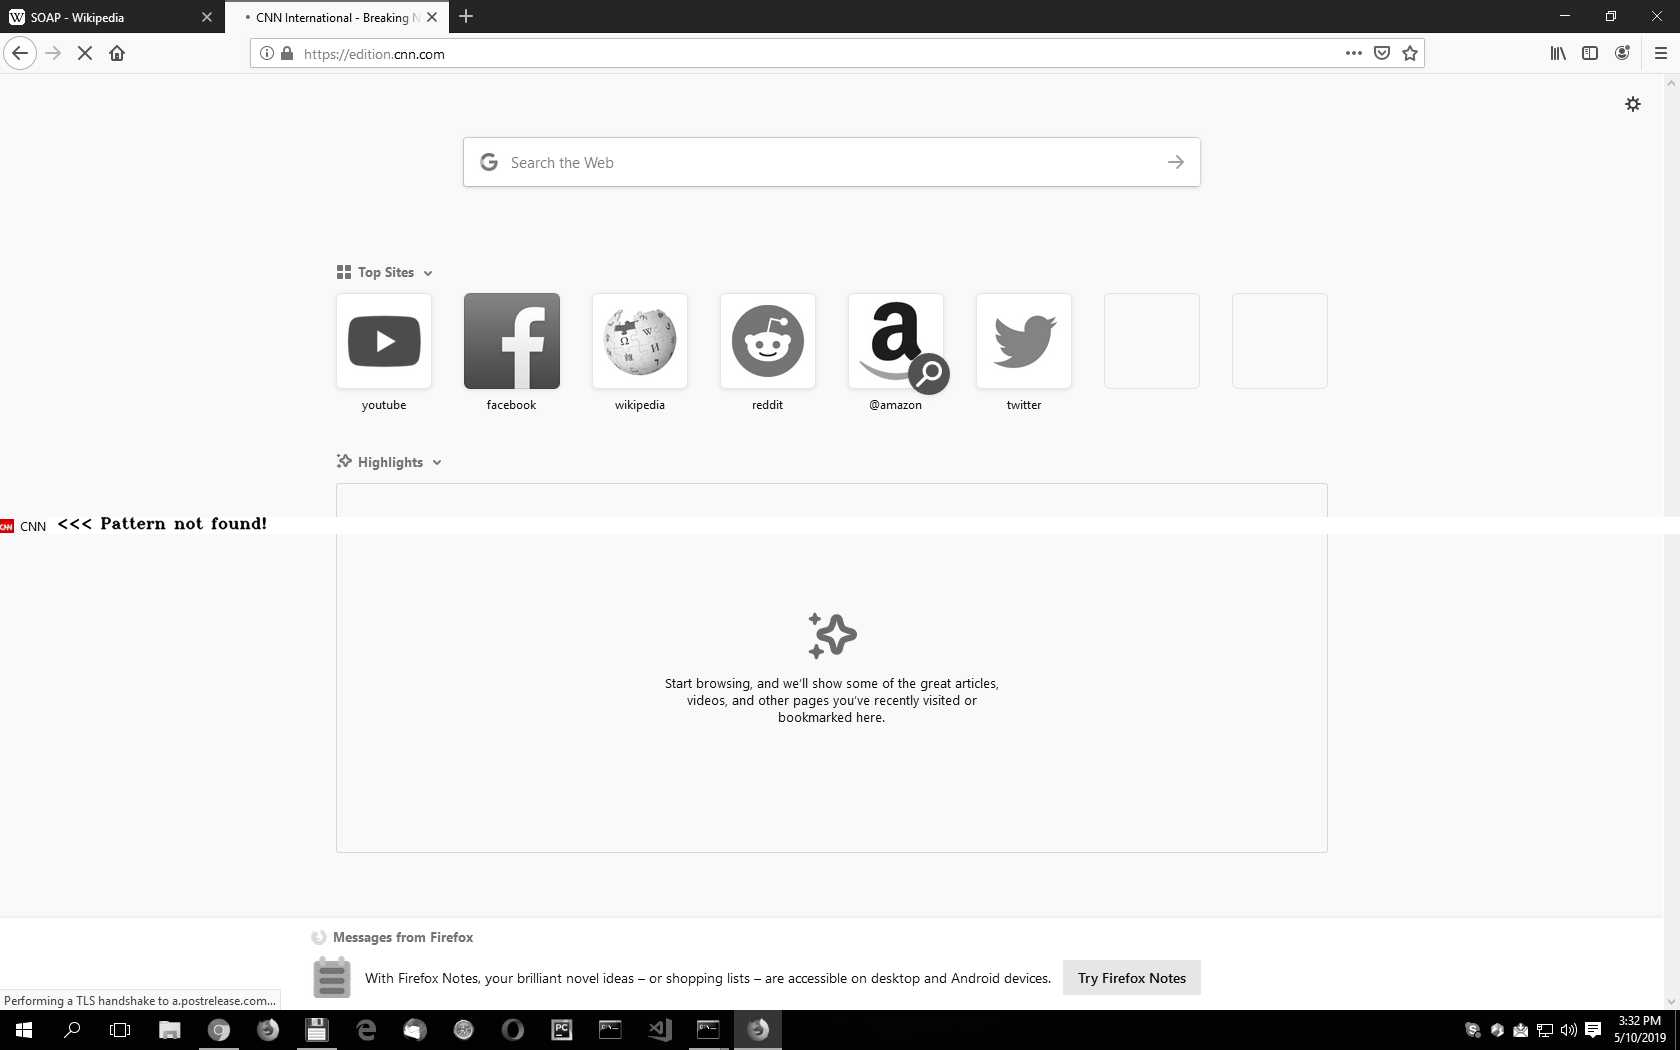 SOAP - Wikipedia
CNN International - Breaking N
https://edition.cnn.com
Search the Web
Top Sites
youtube
facebook
wikipedia
reddit
@amazon
twitter
Highlights
CNN CNN <<< Pattern not found!
Start browsing, and we'll show some of the great articles,
videos, and other pages you've recently visited or
bookmarked here.
Messages from Firefox
With Firefox Notes, your brilliant novel ideas – or shopping lists – are accessible on desktop and Android devices.
Try Firefox Notes
Performing a TLS handshake to a.postrelease.com...
3:32 PM
5/10/2019